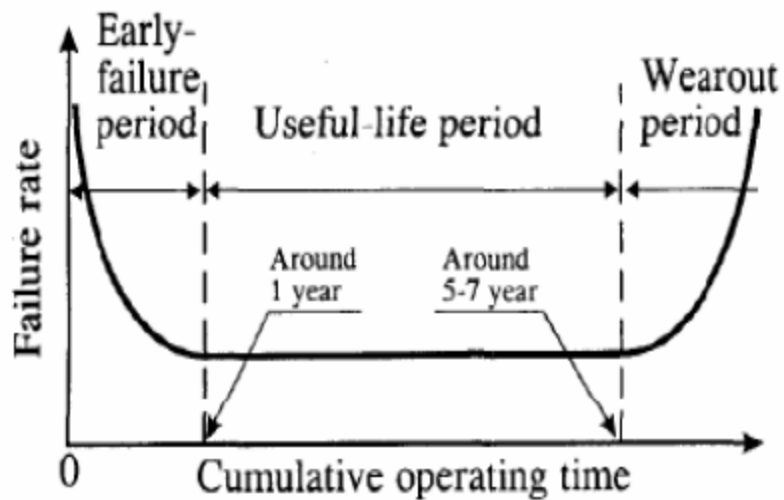 Early-
failure
period
Useful-life period
Wearout
period
Failure rate
Around
1 year
Around
5-7 year
0
Cumulative operating time